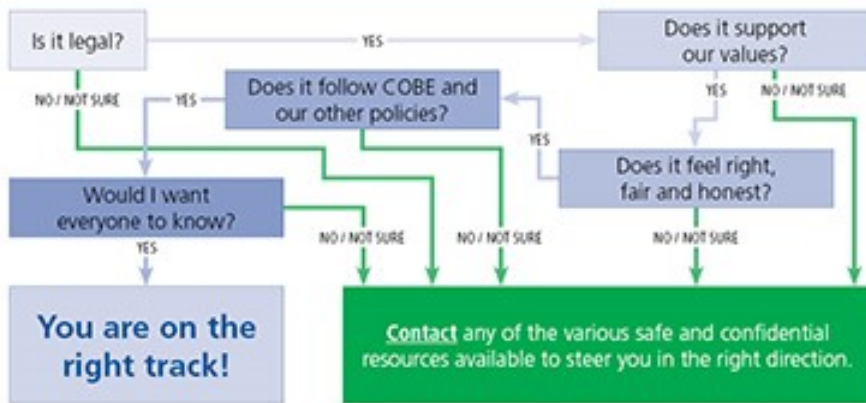 Is it legal?
YES
Does it support
our values?
NO / NOT SURE
YES
Does it follow COBE and
our other policies?
YES
YES
NO / NOT SURE
Does it feel right,
fair and honest?
Would I want
everyone to know?
NO / NOT SURE
NO / NOT SURE
NO / NOT SURE
YES
You are on the
right track!
Contact any of the various safe and confidential
resources available to steer you in the right direction.